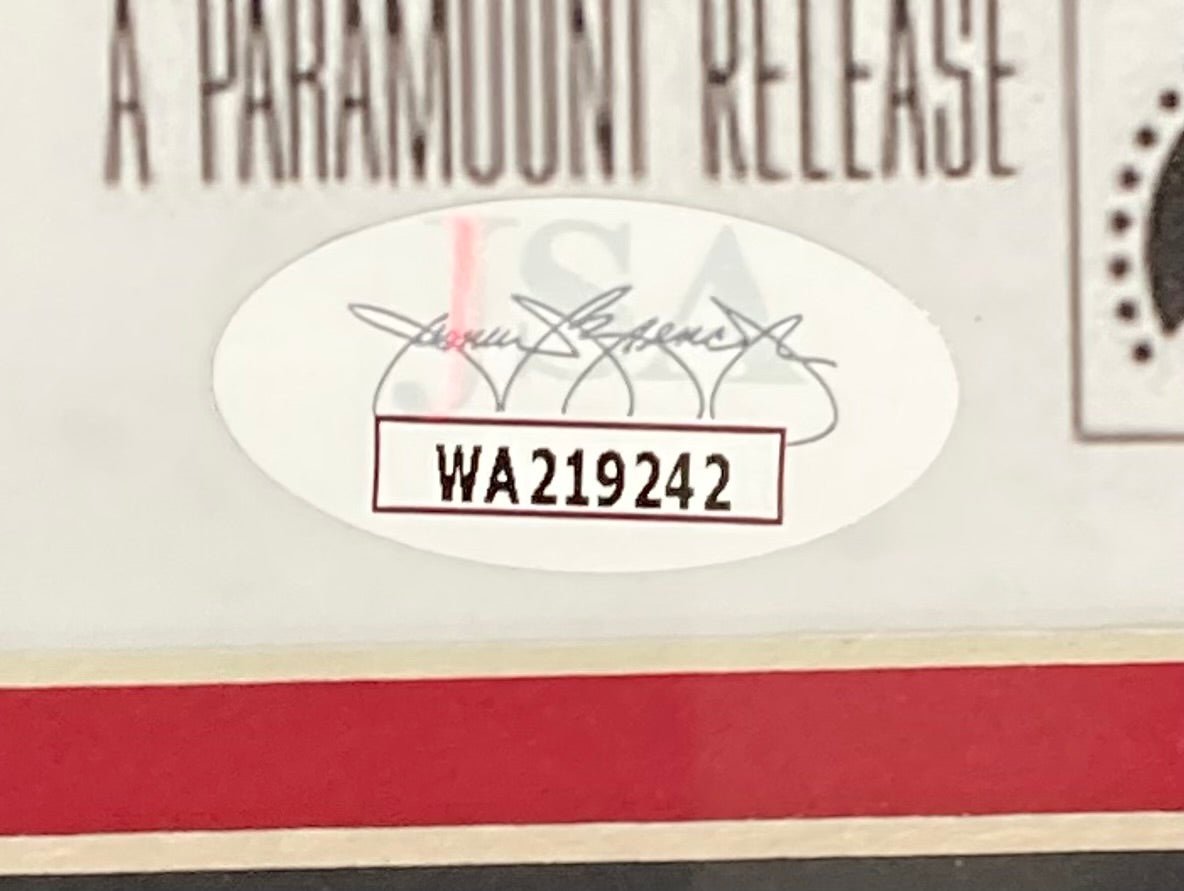 A PARAMOUNT RELEASE
JSA
WA219242